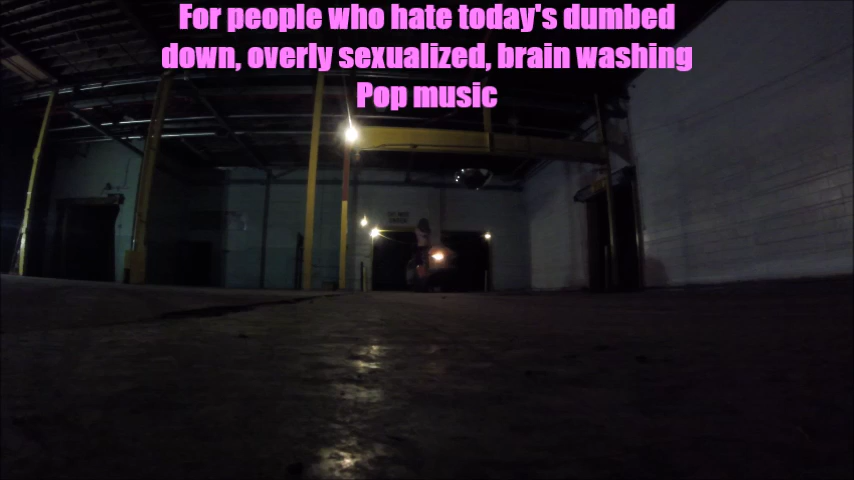 For people who hate today's dumbed
down, overly sexualized, brain washing
Pop music